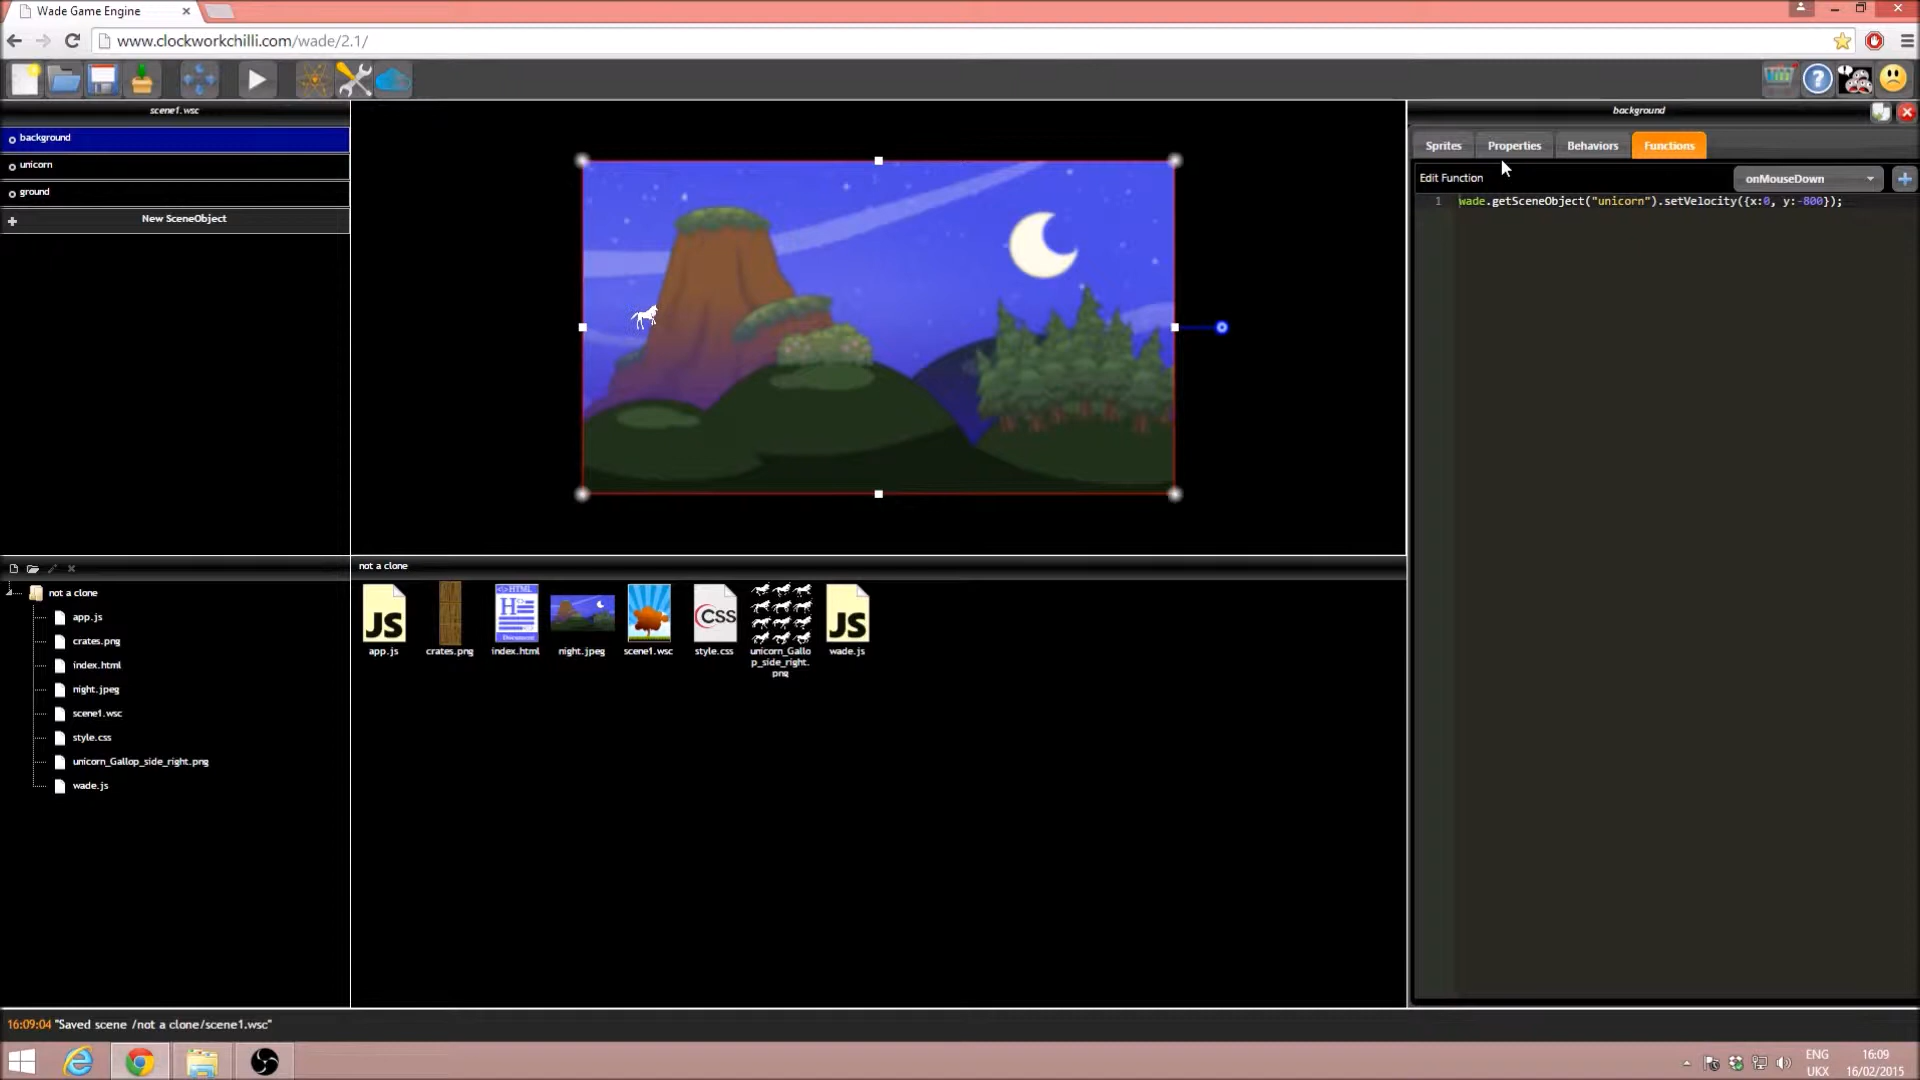 Wade Game Engine
www.clockworkchilli.com/wade/2.1/
scene1.wsc
background
background
Sprites
Properties
Behaviors
Functions
unicorn
Edit Function
onMouseDown
ground
1 wade.getSceneObject("unicorn").setVelocity({x:0, y:-800});
New SceneObject
not a clone
not a clone
app.js
crates.png
index.html
night.jpeg
scene1.wsc
style.css
unicorn_Gallop_side_right.png
wade.js
JS
HTML
Document
CSS
JS
app.js
crates.png
index.html
night.jpeg
scene1.wsc
style.css
unicorn_Gallo
p_side_right.
png
wade.js
16:09:04 "Saved scene /not a clone/scene1.wsc"
ENG
UKX
16:09
16/02/2015